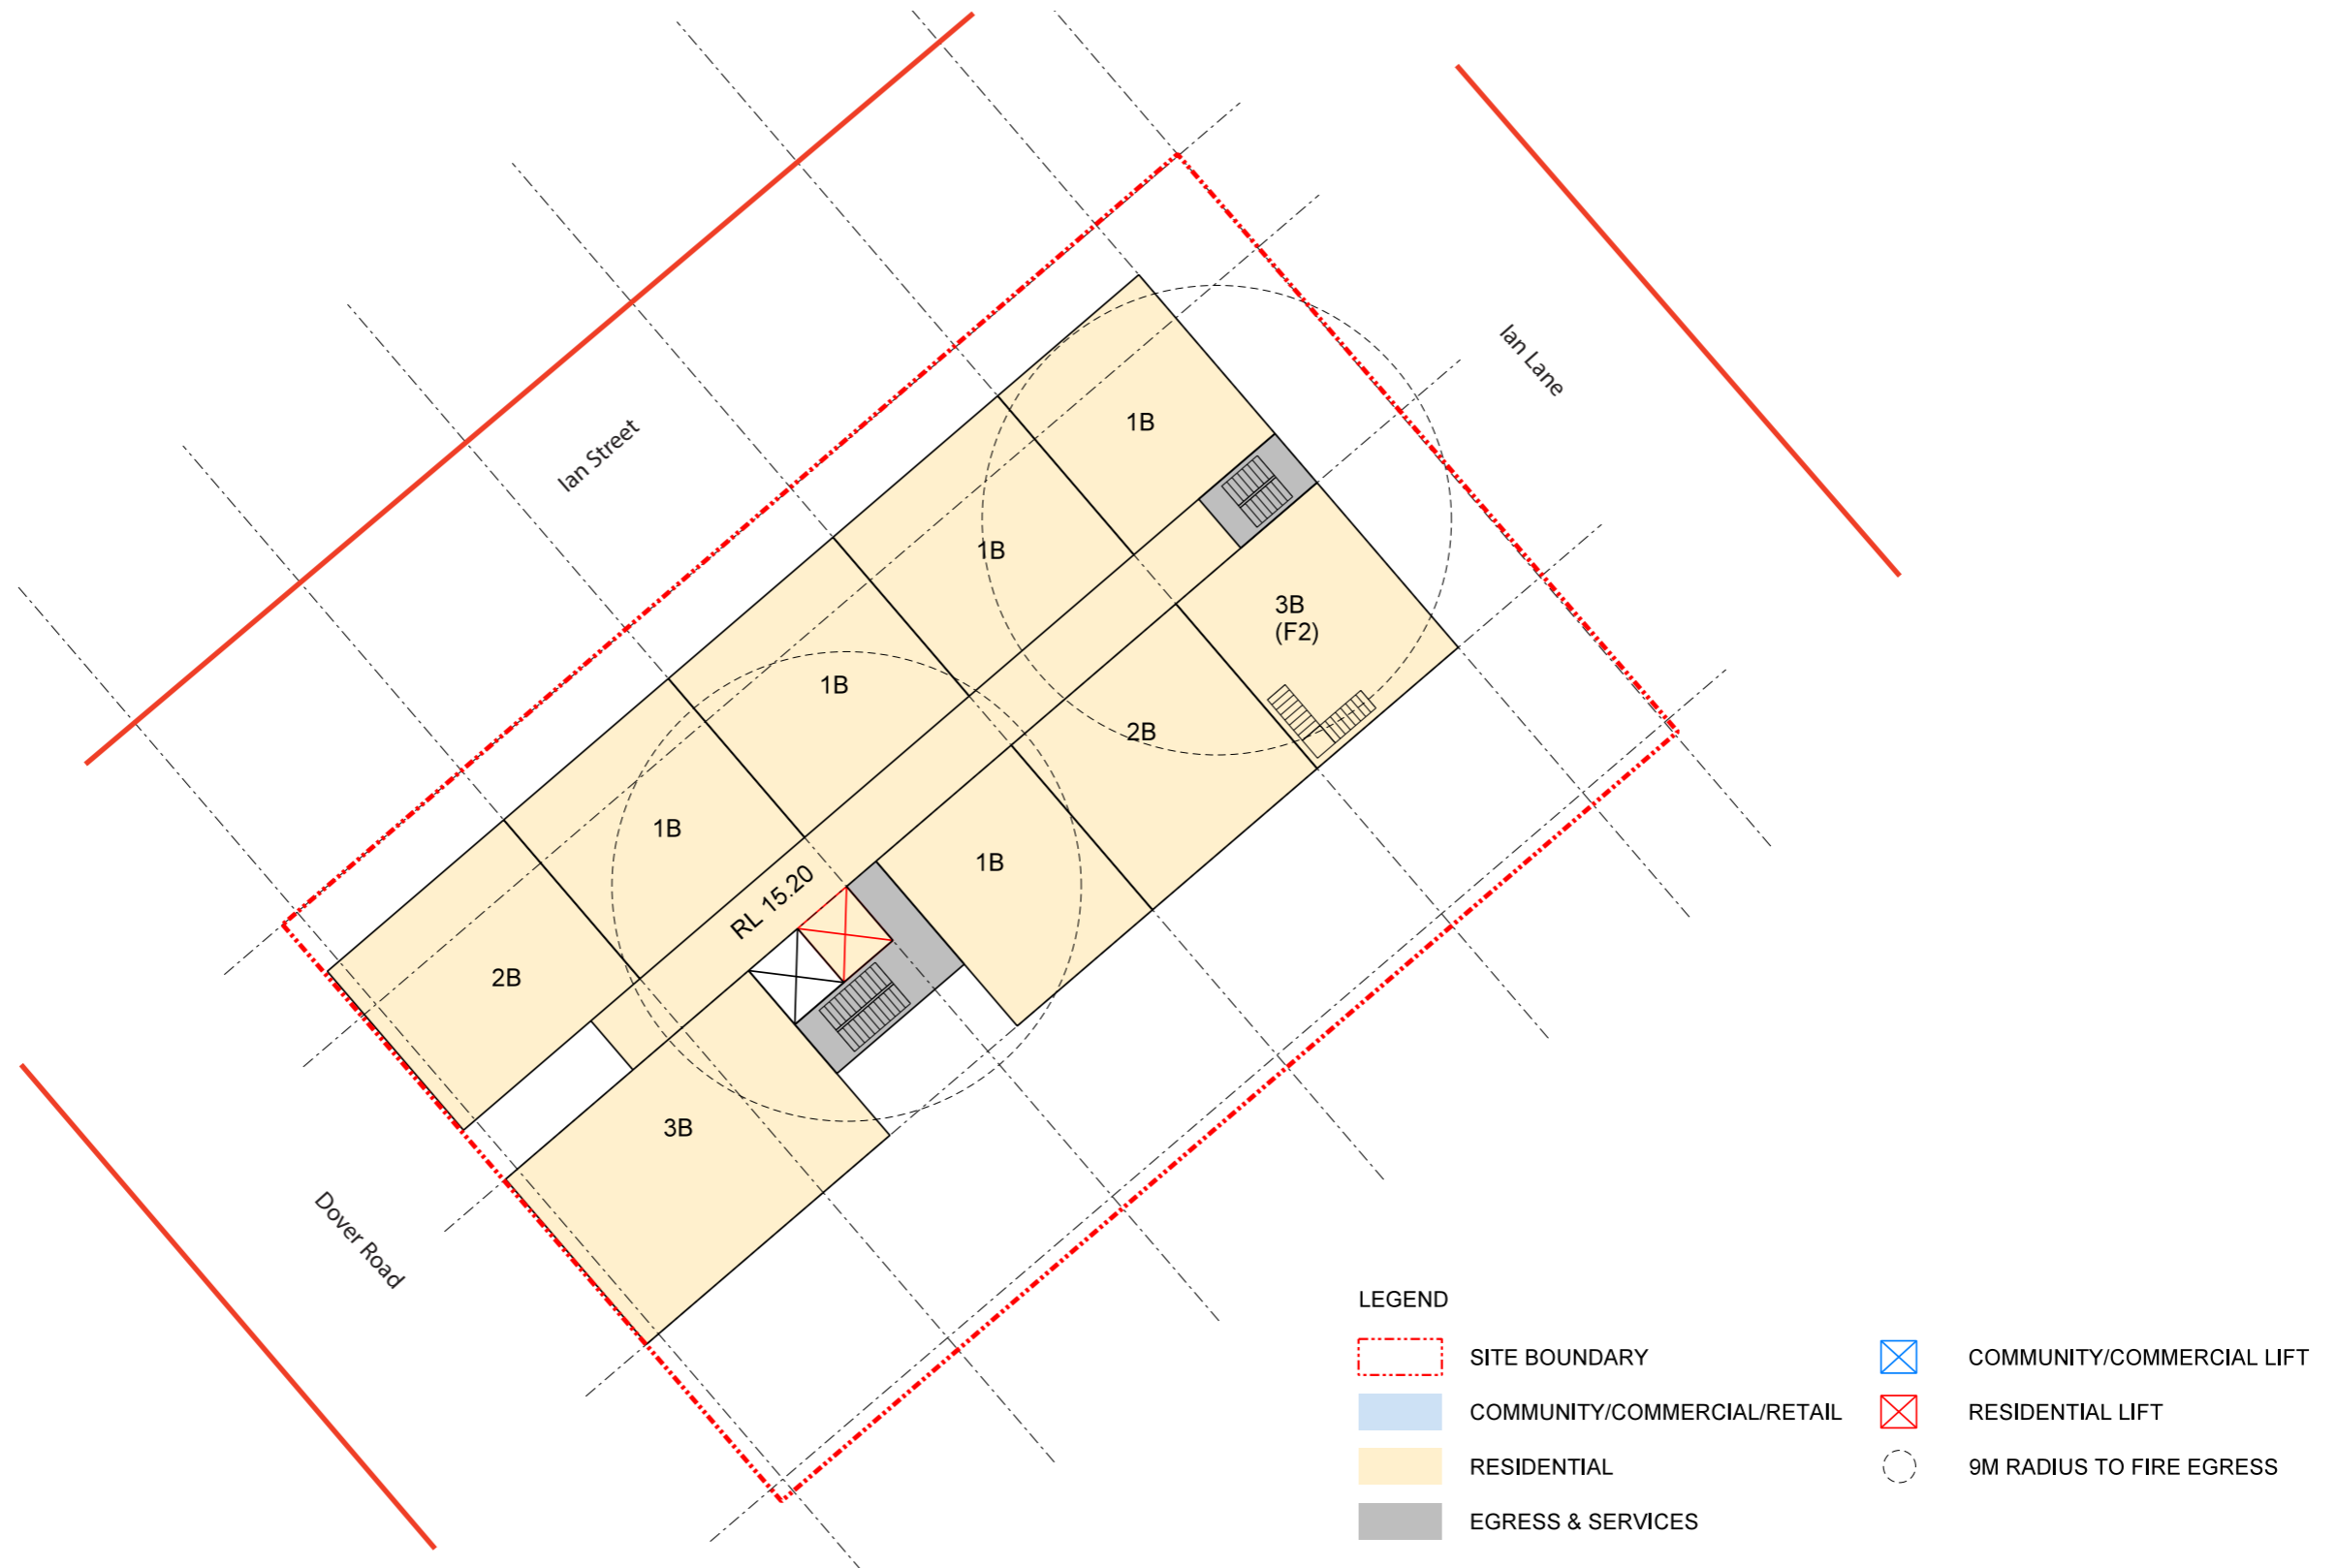 Ian Street
Ian Lane
1B
1B
3B
(F2)
1B
2B
1B
1B
RL 15.20
2B
3B
Dover Road
LEGEND
SITE BOUNDARY
COMMUNITY/COMMERCIAL/RETAIL
RESIDENTIAL
EGRESS & SERVICES
COMMUNITY/COMMERCIAL LIFT
RESIDENTIAL LIFT
9M RADIUS TO FIRE EGRESS